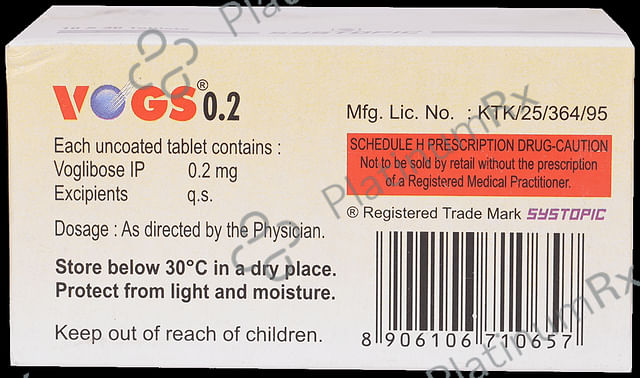 VOGS® 0.2
Each uncoated tablet contains :
Voglibose IP 0.2 mg
Excipients q.s.
Dosage : As directed by the Physician.
Store below 30°C in a dry place.
Protect from light and moisture.
Keep out of reach of children.
Mfg. Lic. No. : KTK/25/364/95
SCHEDULE H PRESCRIPTION DRUG-CAUTION
Not to be sold by retail without the prescription
of a Registered Medical Practitioner.
® Registered Trade Mark SYSTOPIC
8 906106 710657
PlatinumRx
PlatinumRx